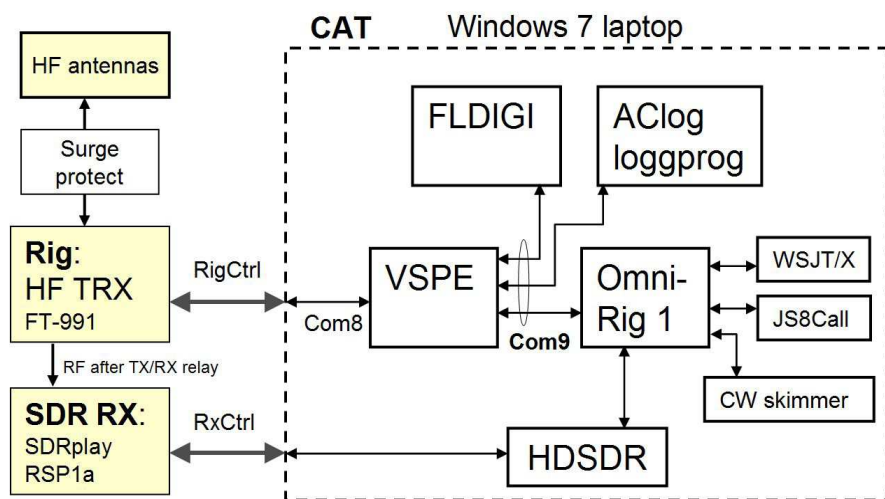 CAT
Windows 7 laptop
HF antennas
Surge
protect
Rig:
HF TRX
FT-991
RigCtrl
RF after TX/RX relay
SDR RX:
SDRplay
RSP1a
RxCtrl
FLDIGI
AClog
loggprog
Com8
VSPE
Com9
Omni-
Rig 1
WSJT/X
JS8Call
CW skimmer
HDSDR